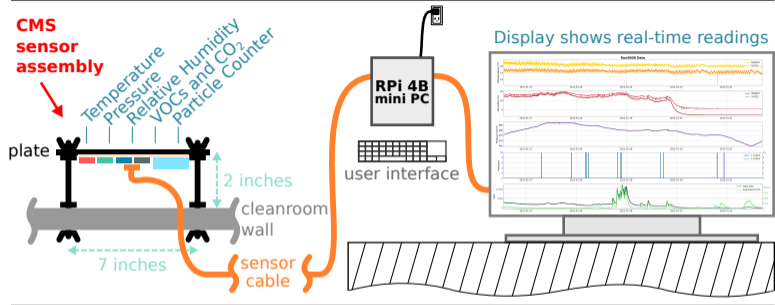 CMS
sensor
assembly
Temperature
Pressure
Relative Humidity
VOCs and CO2
Particle Counter
plate
2 inches
cleanroom
wall
7 inches
sensor
cable
RPi 4B
mini PC
user interface
Display shows real-time readings